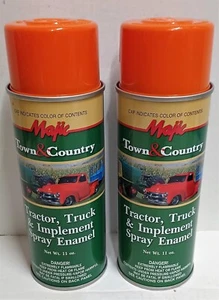 CAP INDICATES COLOR OF CONTENTS
Majic
Town & Country
Tractor, Truck
& Implement
Spray Enamel
Net Wt. 11 oz.
DANGER!
CAP INDICATES COLOR OF CONTENTS
Majic
Town & Country
Tractor, Truck
& Implement
Spray Enamel
Net Wt. 11 oz.
DANGER!